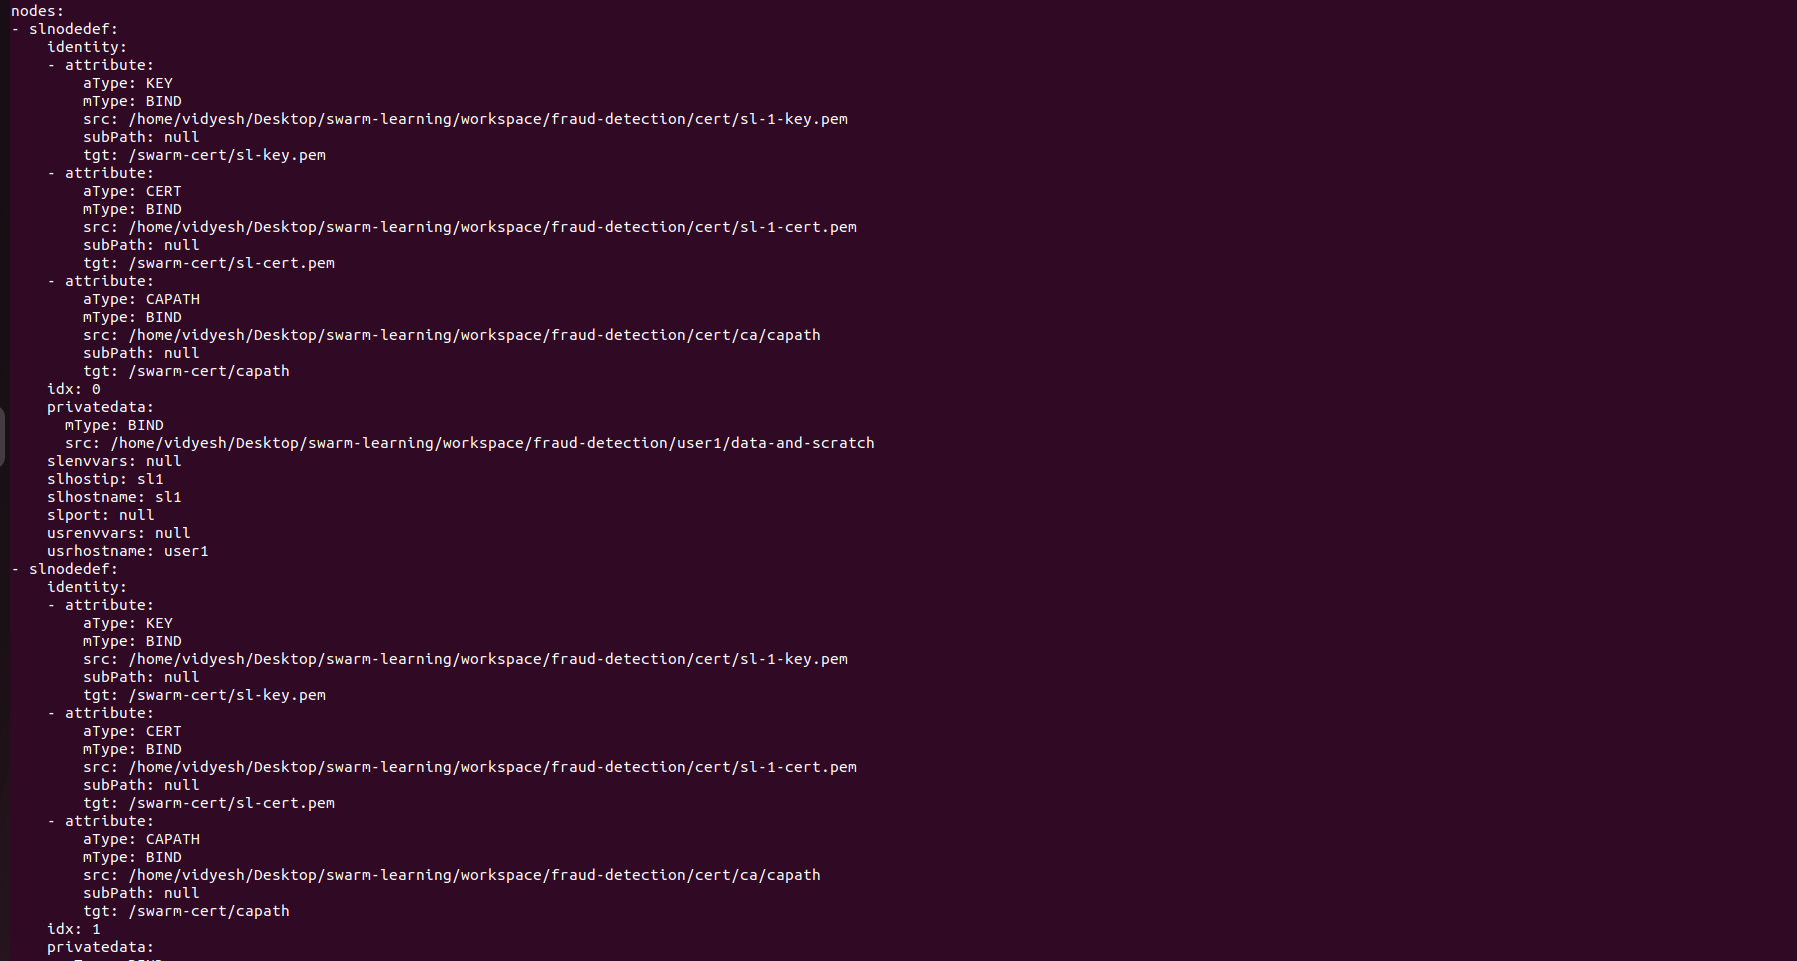 nodes:
- slnodedef:
    identity:
    - attribute:
        aType: KEY
        mType: BIND
        src: /home/vidyesh/Desktop/swarm-learning/workspace/fraud-detection/cert/sl-1-key.pem
        subPath: null
        tgt: /swarm-cert/sl-key.pem
    - attribute:
        aType: CERT
        mType: BIND
        src: /home/vidyesh/Desktop/swarm-learning/workspace/fraud-detection/cert/sl-1-cert.pem
        subPath: null
        tgt: /swarm-cert/sl-cert.pem
    - attribute:
        aType: CAPATH
        mType: BIND
        src: /home/vidyesh/Desktop/swarm-learning/workspace/fraud-detection/cert/ca/capath
        subPath: null
        tgt: /swarm-cert/capath
    idx: 0
    privatedata:
      mType: BIND
      src: /home/vidyesh/Desktop/swarm-learning/workspace/fraud-detection/user1/data-and-scratch
    slenvvars: null
    slhostip: sl1
    slhostname: sl1
    slport: null
    usrenvvars: null
    usrhostname: user1
- slnodedef:
    identity:
    - attribute:
        aType: KEY
        mType: BIND
        src: /home/vidyesh/Desktop/swarm-learning/workspace/fraud-detection/cert/sl-1-key.pem
        subPath: null
        tgt: /swarm-cert/sl-key.pem
    - attribute:
        aType: CERT
        mType: BIND
        src: /home/vidyesh/Desktop/swarm-learning/workspace/fraud-detection/cert/sl-1-cert.pem
        subPath: null
        tgt: /swarm-cert/sl-cert.pem
    - attribute:
        aType: CAPATH
        mType: BIND
        src: /home/vidyesh/Desktop/swarm-learning/workspace/fraud-detection/cert/ca/capath
        subPath: null
        tgt: /swarm-cert/capath
    idx: 1
    privatedata: